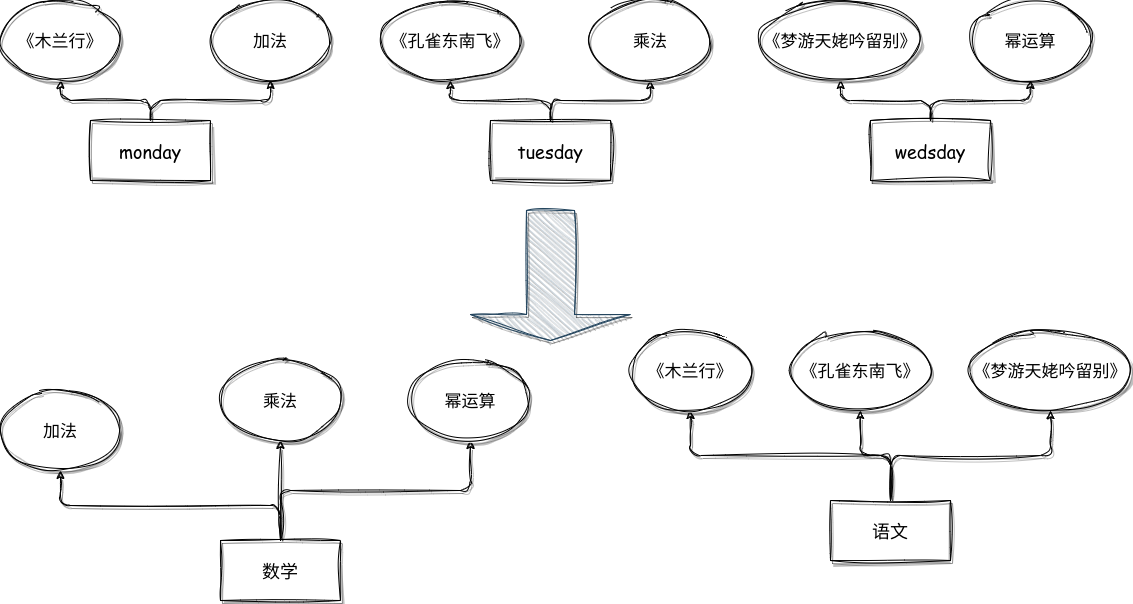 《木兰行》
加法
《孔雀东南飞》
乘法
《梦游天姥吟留别》
幂运算
monday
tuesday
wedsday
《木兰行》
《孔雀东南飞》
《梦游天姥吟留别》
加法
乘法
幂运算
语文
数学